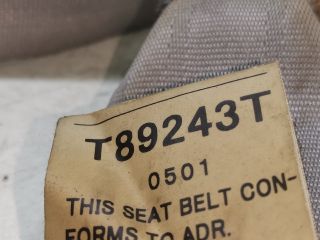 T89243T
0501
THIS SEAT BELT CON-
FORMS TO ADR.